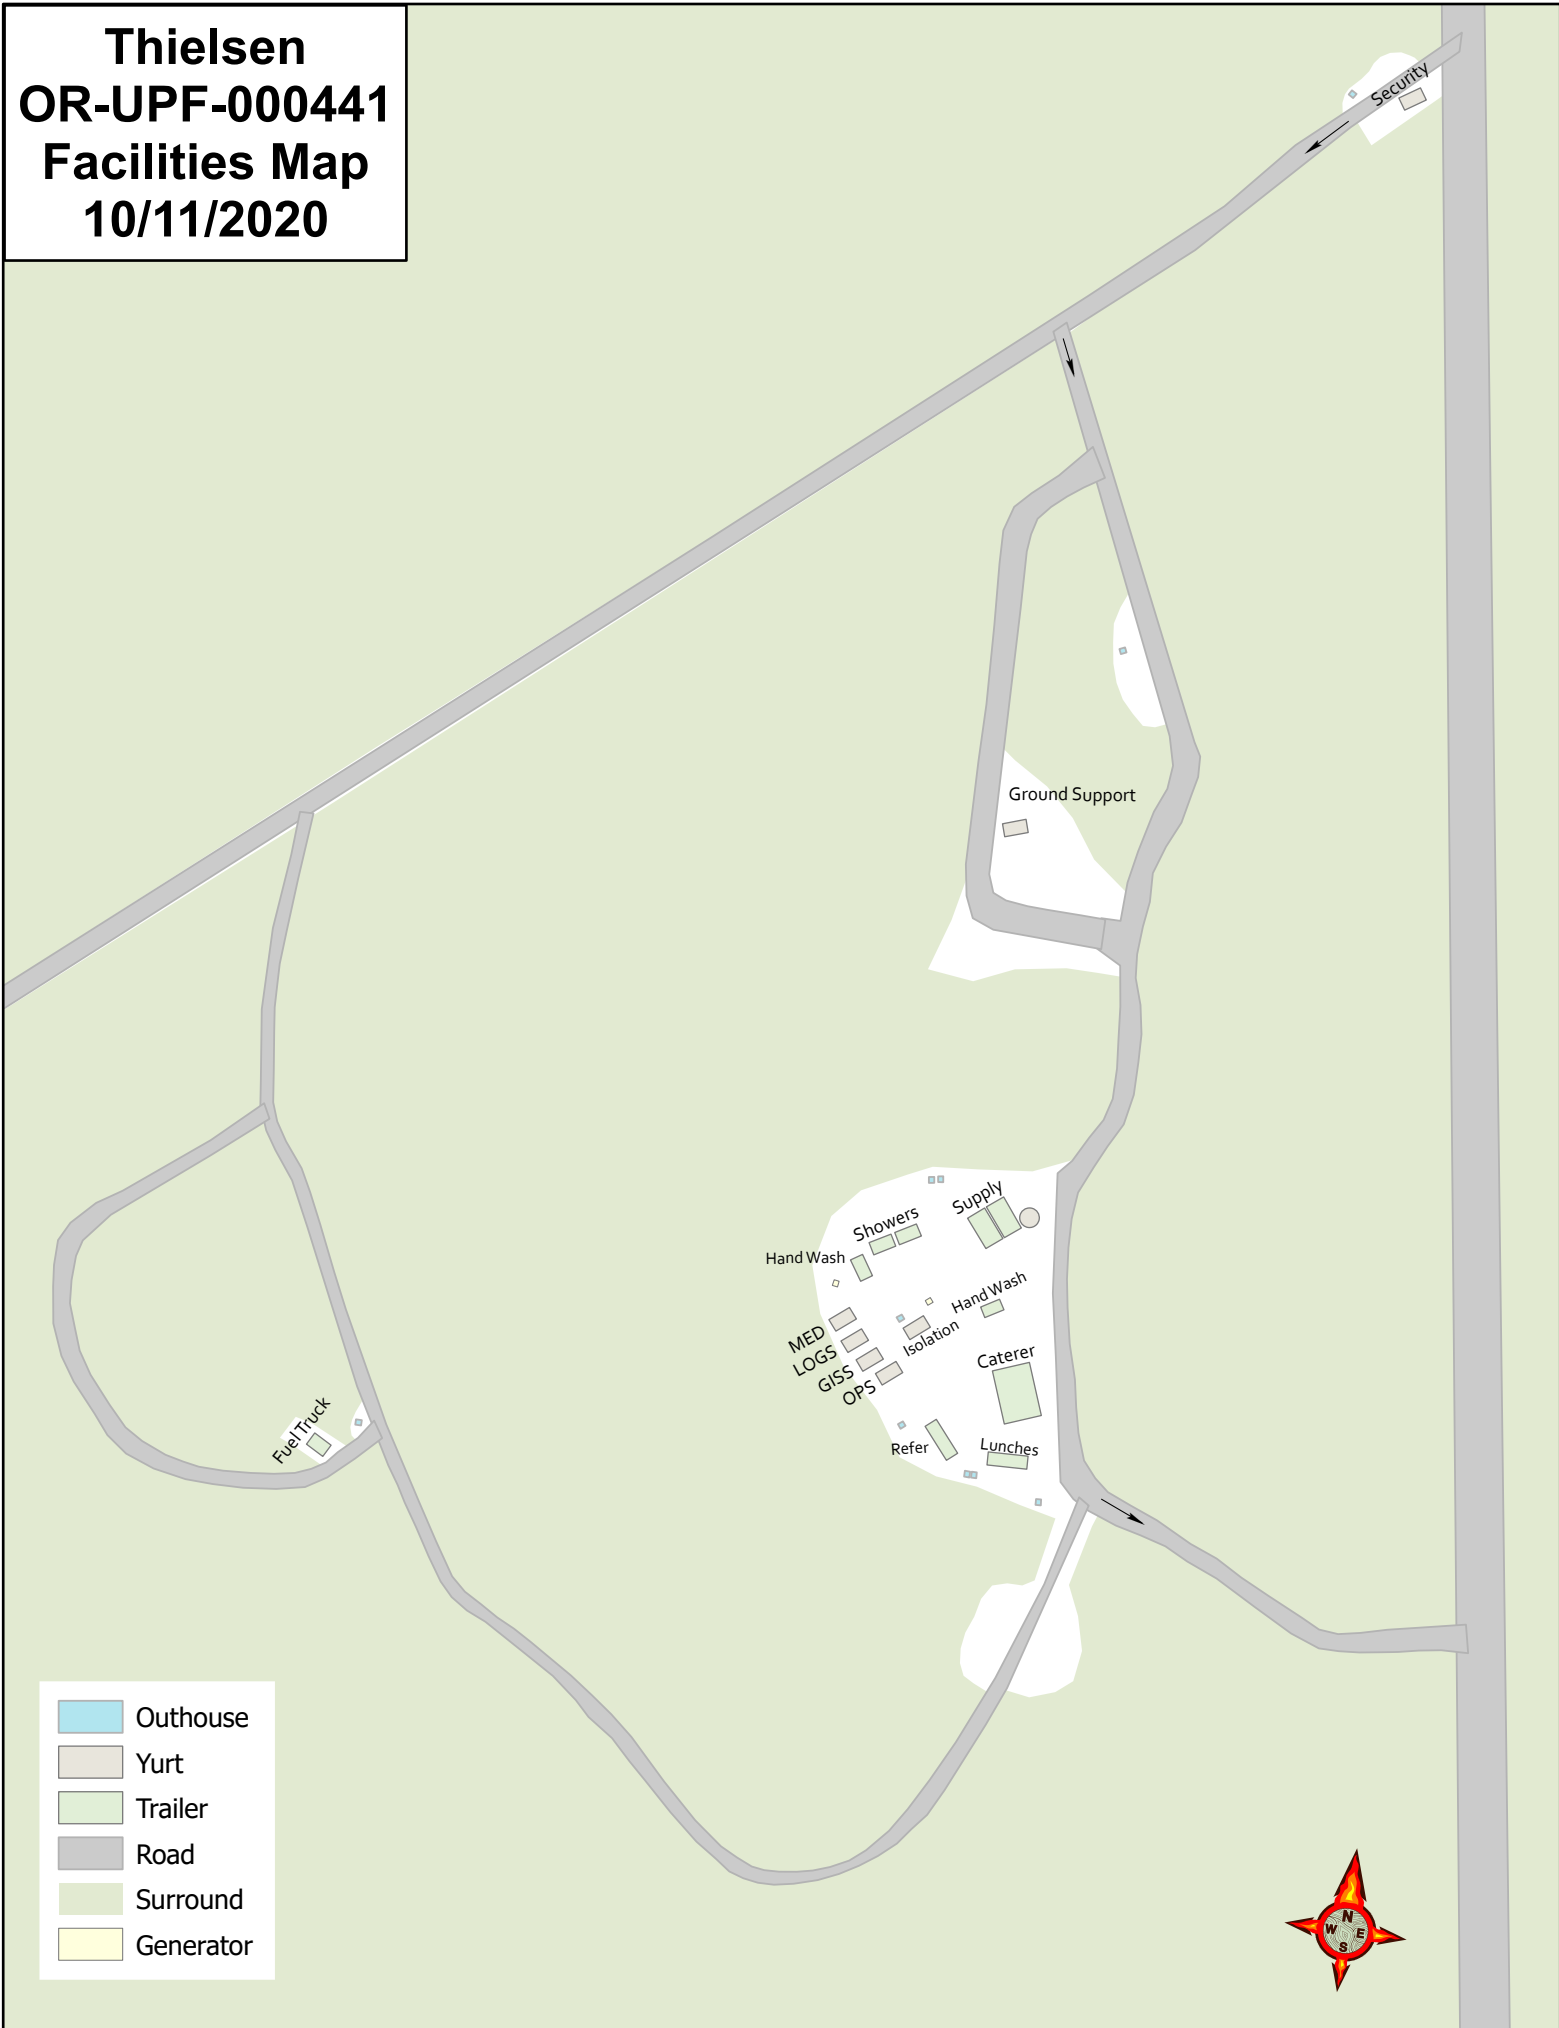 Thielsen
OR-UPF-000441
Facilities Map
10/11/2020
Security
Ground Support
Supply
Showers
Hand Wash
Hand Wash
MED
LOGS
GISS
OPS
Isolation
Caterer
Refer
Lunches
Fuel Truck
Outhouse
Yurt
Trailer
Road
Surround
Generator
N
W
E
S